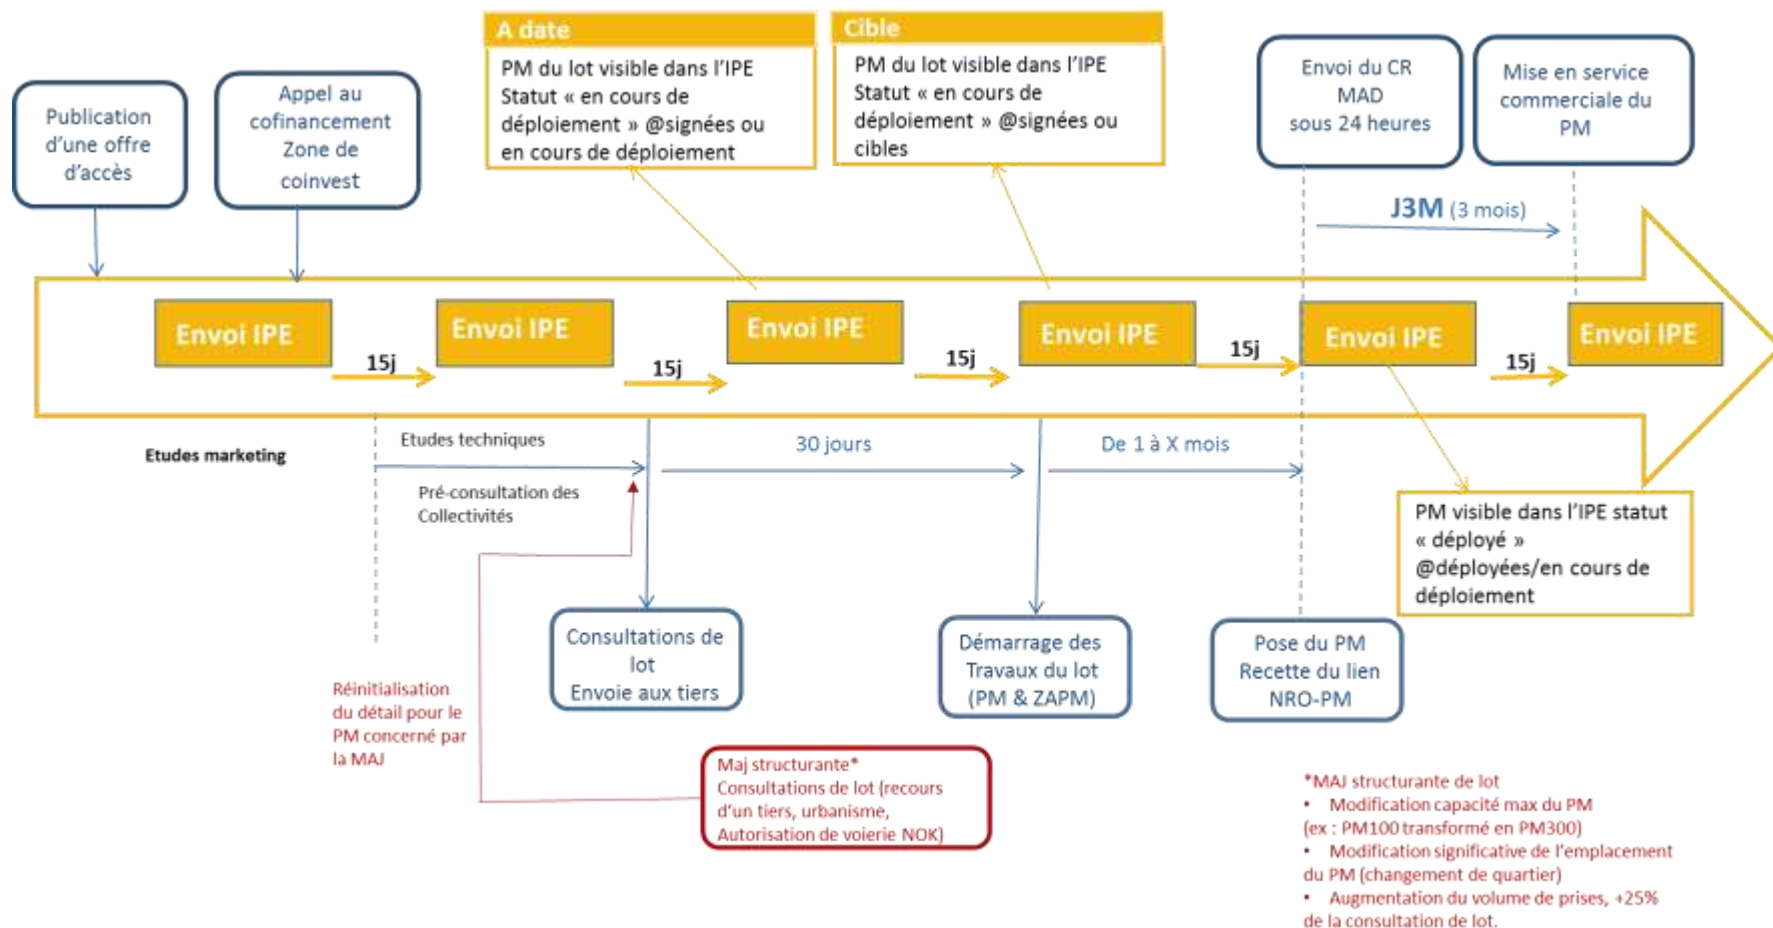 A date
PM du lot visible dans l'IPE
Statut « en cours de
déploiement » @signées ou
en cours de déploiement
Cible
PM du lot visible dans l'IPE
Statut « en cours de
déploiement » @signées ou
cibles
Publication
d'une offre
d'accès
Appel au
cofinancement
Zone de
coinvest
Envoi du CR
MAD
sous 24 heures
Mise en service
commerciale du
PM
J3M (3 mois)
Envoi IPE
15j
Envoi IPE
15j
Envoi IPE
15j
Envoi IPE
15j
Envoi IPE
15j
Envoi IPE
Etudes marketing
Etudes techniques
Pré-consultation des
Collectivités
30 jours
De 1 à X mois
PM visible dans l'IPE statut
« déployé »
@déployées/en cours de
déploiement
Consultations de
lot
Envoie aux tiers
Démarrage des
Travaux du lot
(PM & ZAPM)
Pose du PM
Recette du lien
NRO-PM
Réinitialisation
du détail pour le
PM concerné par
la MAJ
Maj structurante*
Consultations de lot (recours
d'un tiers, urbanisme,
Autorisation de voierie NOK)
*MAJ structurante de lot
• Modification capacité max du PM
(ex : PM100 transformé en PM300)
• Modification significative de l'emplacement
du PM (changement de quartier)
• Augmentation du volume de prises, +25%
de la consultation de lot.